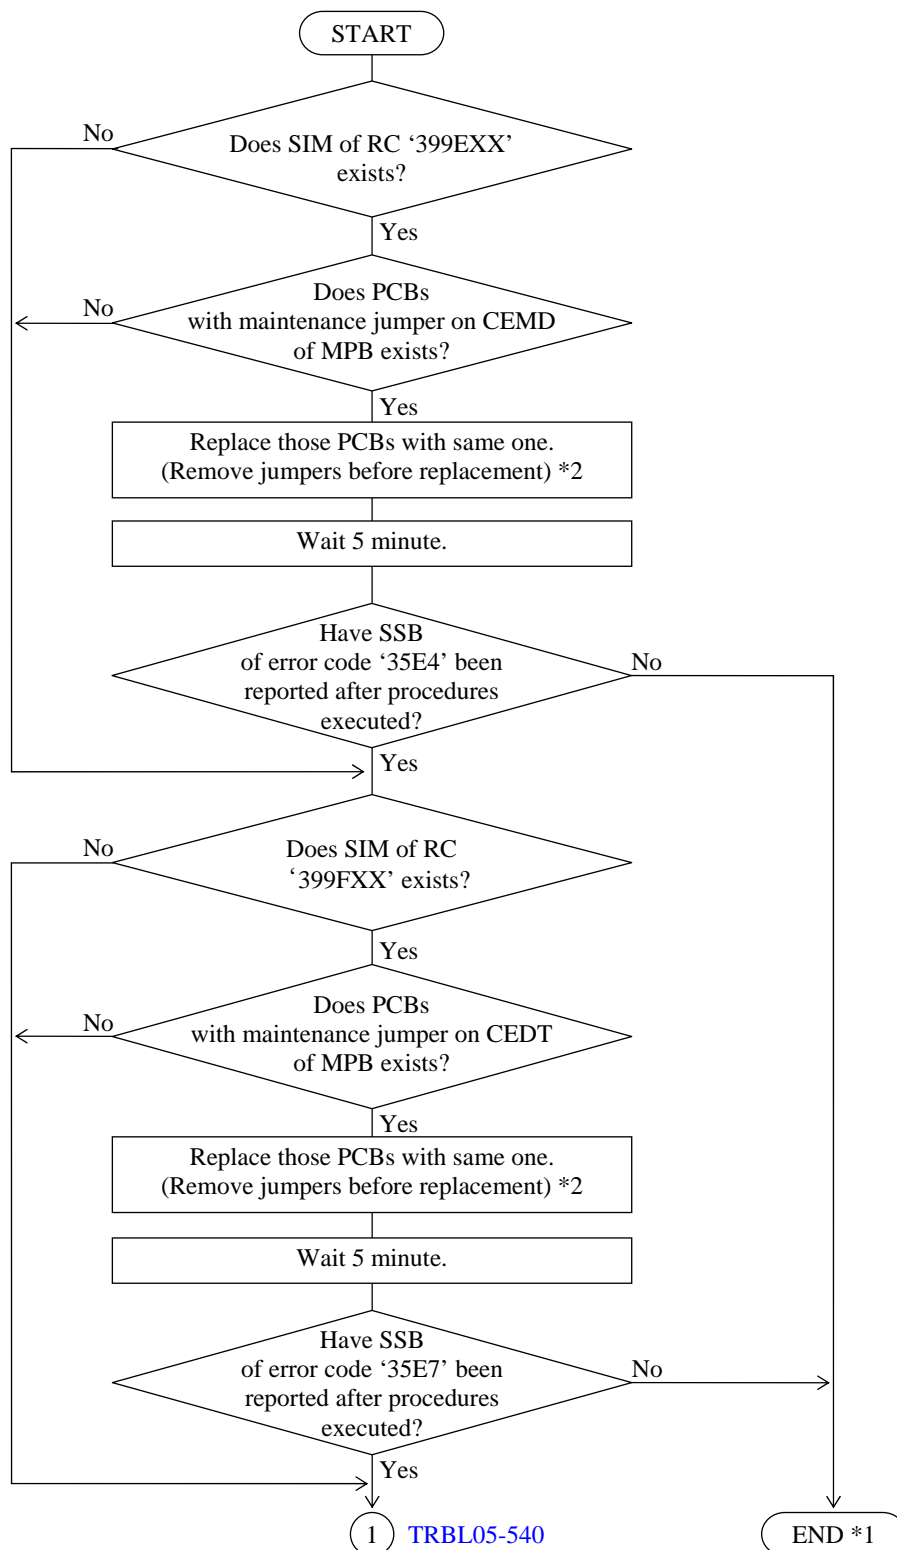 START
No
Does SIM of RC ‘399EXX’
exists?
Yes
No
Does PCBs
with maintenance jumper on CEMD
of MPB exists?
Yes
Replace those PCBs with same one.
(Remove jumpers before replacement) *2
Wait 5 minute.
Have SSB
of error code ‘35E4’ been
reported after procedures
executed?
No
Yes
No
Does SIM of RC
‘399FXX’ exists?
Yes
No
Does PCBs
with maintenance jumper on CEDT
of MPB exists?
Yes
Replace those PCBs with same one.
(Remove jumpers before replacement) *2
Wait 5 minute.
Have SSB
of error code ‘35E7’ been
reported after procedures
executed?
No
Yes
1 TRBL05-540
END *1